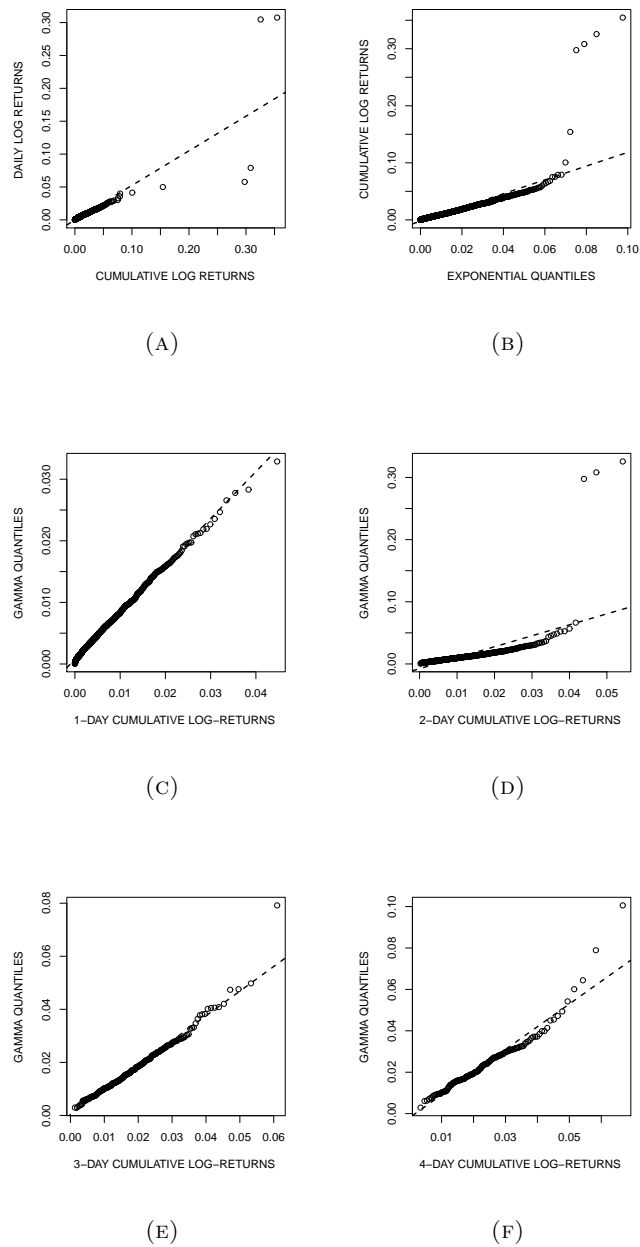 DAILY LOG RETURNS
0.00 0.05 0.10 0.15 0.20 0.25 0.30
0.00 0.10 0.20 0.30
CUMULATIVE LOG RETURNS
(A)
CUMULATIVE LOG RETURNS
0.00 0.10 0.20 0.30
0.00 0.02 0.04 0.06 0.08 0.10
EXPONENTIAL QUANTILES
(B)
GAMMA QUANTILES
0.000 0.010 0.020 0.030
0.00 0.01 0.02 0.03 0.04
1−DAY CUMULATIVE LOG−RETURNS
(C)
GAMMA QUANTILES
0.00 0.10 0.20 0.30
0.00 0.01 0.02 0.03 0.04 0.05
2−DAY CUMULATIVE LOG−RETURNS
(D)
GAMMA QUANTILES
0.00 0.02 0.04 0.06 0.08
0.00 0.01 0.02 0.03 0.04 0.05 0.06
3−DAY CUMULATIVE LOG−RETURNS
(E)
GAMMA QUANTILES
0.00 0.02 0.04 0.06 0.08 0.10
0.01 0.03 0.05
4−DAY CUMULATIVE LOG−RETURNS
(F)